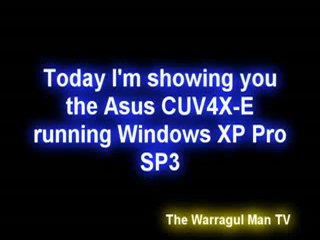 Today I'm showing you
the Asus CUV4X-E
running Windows XP Pro
SP3
The Warragul Man TV